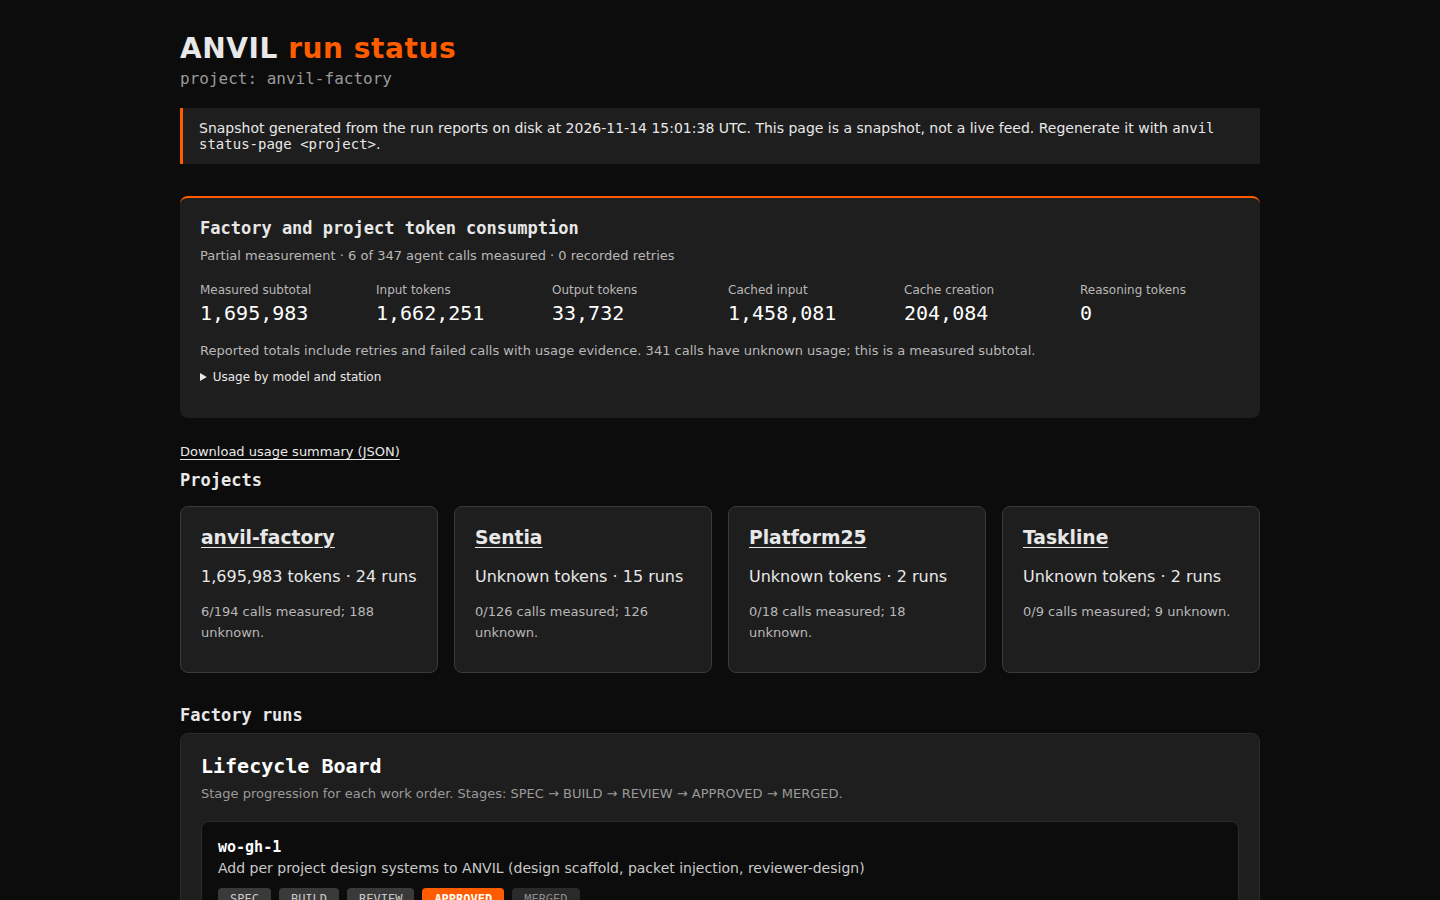 ANVIL run status
project: anvil-factory
Snapshot generated from the run reports on disk at 2026-11-14 15:01:38 UTC. This page is a snapshot, not a live feed. Regenerate it with anvil
status-page <project>.
Factory and project token consumption
Partial measurement · 6 of 347 agent calls measured · 0 recorded retries
Measured subtotal
1,695,983
Input tokens
1,662,251
Output tokens
33,732
Cached input
1,458,081
Cache creation
204,084
Reasoning tokens
0
Reported totals include retries and failed calls with usage evidence. 341 calls have unknown usage; this is a measured subtotal.
Usage by model and station
Download usage summary (JSON)
Projects
anvil-factory
1,695,983 tokens · 24 runs
6/194 calls measured; 188
unknown.
Sentia
Unknown tokens · 15 runs
0/126 calls measured; 126
unknown.
Platform25
Unknown tokens · 2 runs
0/18 calls measured; 18
unknown.
Taskline
Unknown tokens · 2 runs
0/9 calls measured; 9 unknown.
Factory runs
Lifecycle Board
Stage progression for each work order. Stages: SPEC → BUILD → REVIEW → APPROVED → MERGED.
wo-gh-1
Add per project design systems to ANVIL (design scaffold, packet injection, reviewer-design)
SPEC BUILD REVIEW APPROVED MERGED